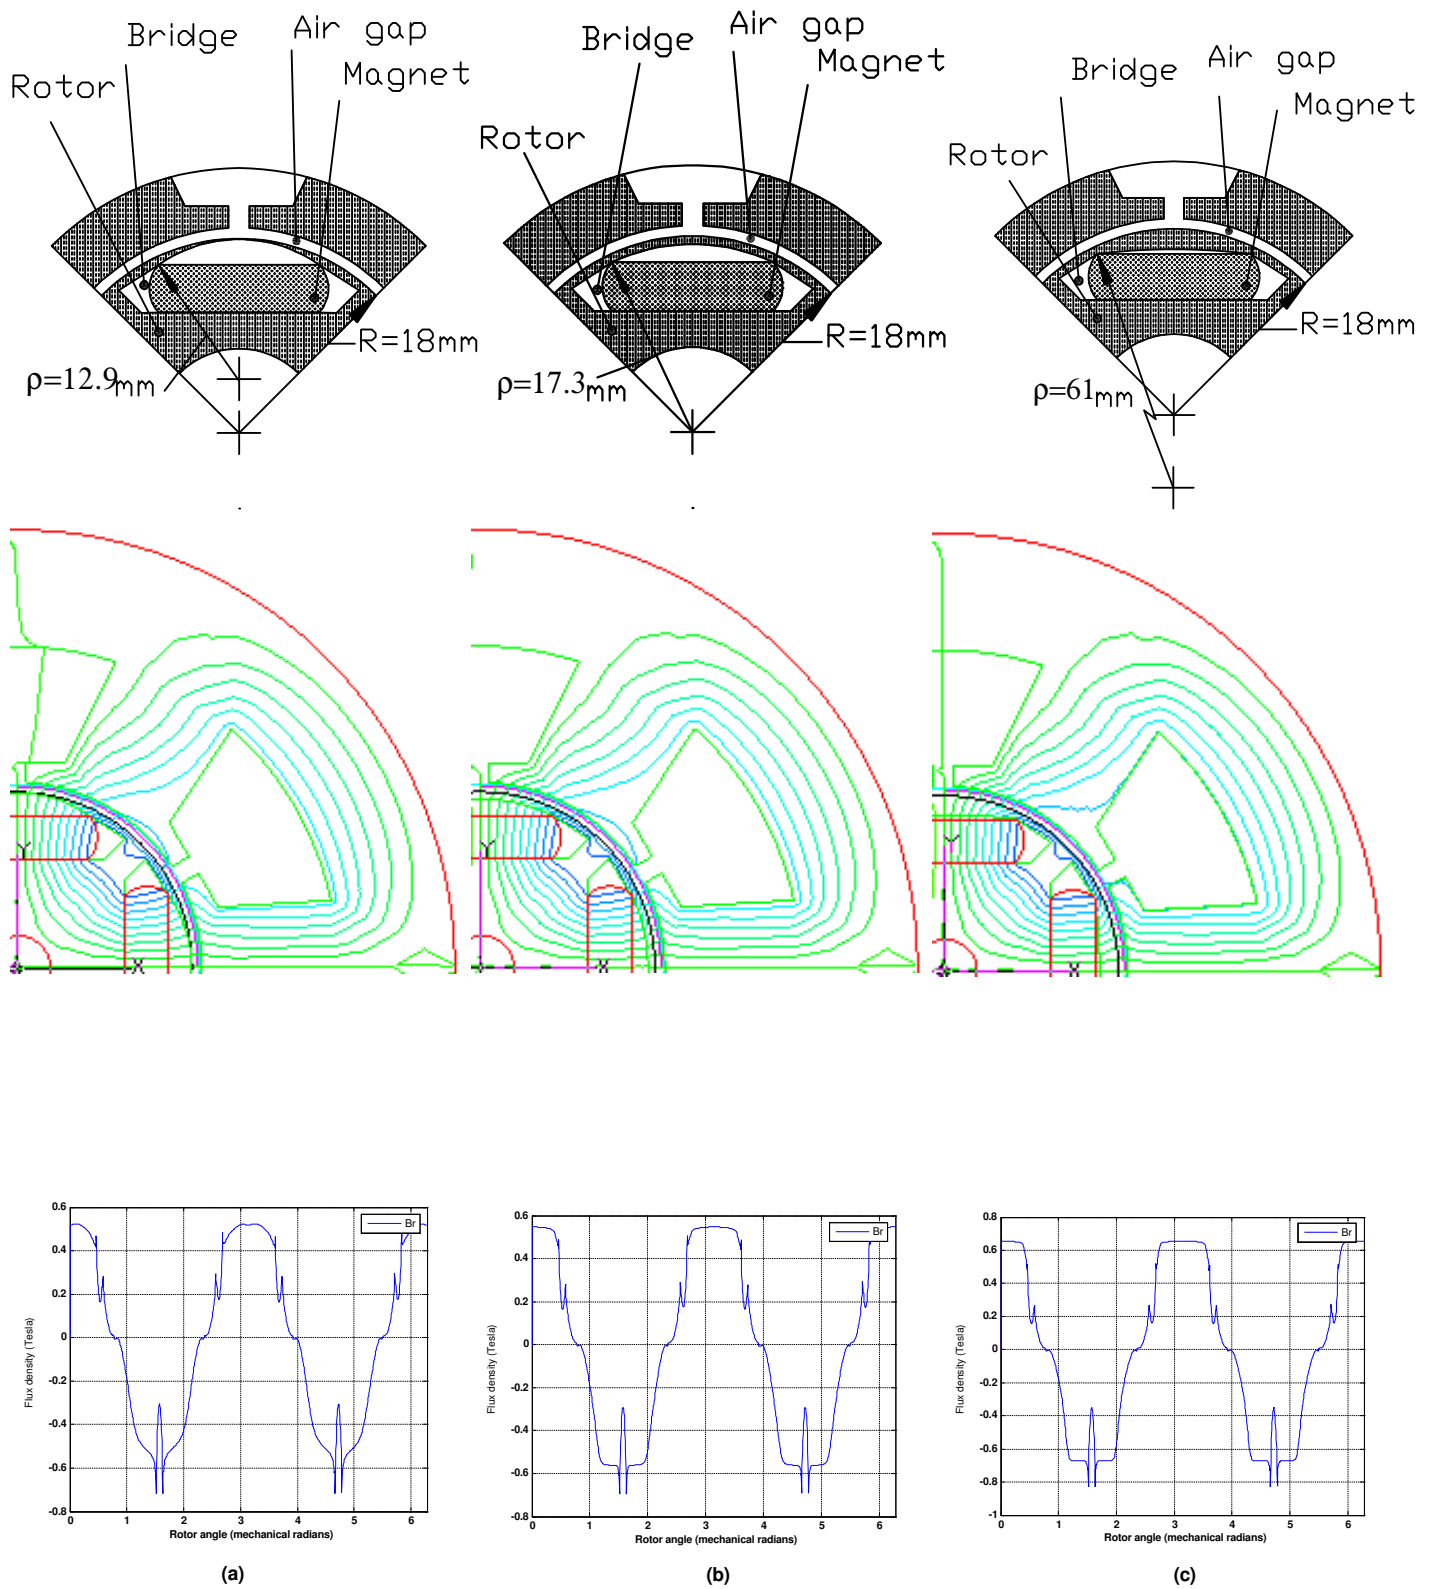 Bridge
Air gap
Magnet
Rotor
R=18mm
ρ=12.9mm
Bridge
Air gap
Magnet
Rotor
R=18mm
ρ=17.3mm
Bridge
Air gap
Magnet
Rotor
R=18mm
ρ=61mm
Y
X
Y
X
Y
X
0.6
0.4
0.2
0
-0.2
-0.4
-0.6
-0.8
Flux density (Tesla)
Br
0 1 2 3 4 5 6
Rotor angle (mechanical radians)
(a)
0.6
0.4
0.2
0
-0.2
-0.4
-0.6
-0.8
Flux density (Tesla)
Br
0 1 2 3 4 5 6
Rotor angle (mechanical radians)
(b)
0.8
0.6
0.4
0.2
0
-0.2
-0.4
-0.6
-0.8
-1
Flux density (Tesla)
Br
0 1 2 3 4 5 6
Rotor angle (mechanical radians)
(c)